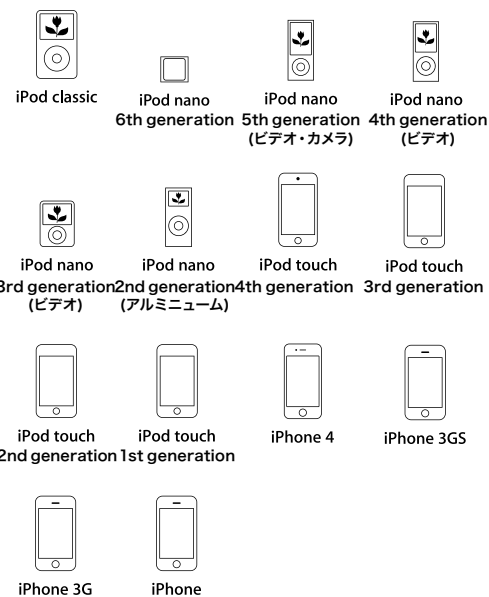 iPod classic
iPod nano
6th generation
iPod nano
5th generation
(ビデオ・カメラ)
iPod nano
4th generation
(ビデオ)
iPod nano
3rd generation
(ビデオ)
iPod nano
2nd generation
(アルミニューム)
iPod touch
4th generation
iPod touch
3rd generation
iPod touch
2nd generation
iPod touch
1st generation
iPhone 4
iPhone 3GS
iPhone 3G
iPhone